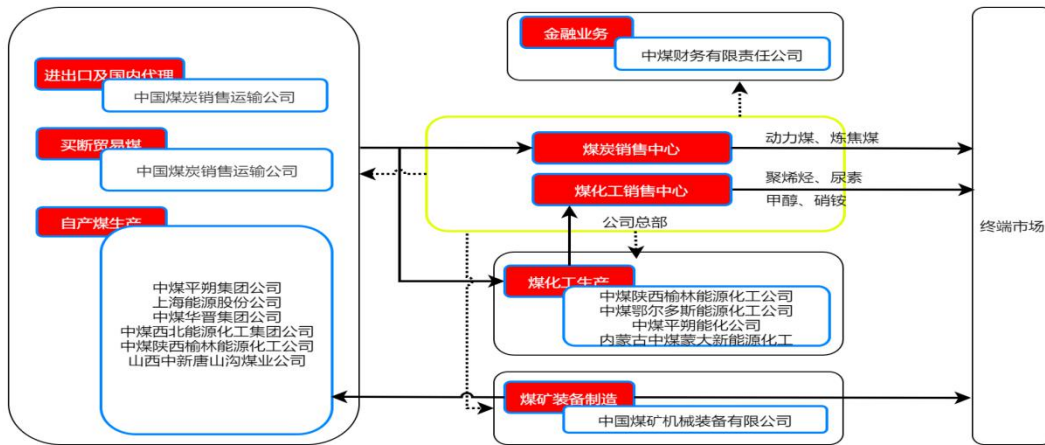 进出口及国内代理
中国煤炭销售运输公司
买断贸易煤
中国煤炭销售运输公司
自产煤生产
中煤平朔集团公司
上海能源股份公司
中煤华晋集团公司
中煤西北能源化工集团公司
中煤陕西榆林能源化工公司
山西中新唐山沟煤业公司
金融业务
中煤财务有限责任公司
煤炭销售中心
动力煤、炼焦煤
煤化工销售中心
聚烯烃、尿素
甲醇、硝铵
公司总部
煤化工生产
中煤陕西榆林能源化工公司
中煤鄂尔多斯能源化工公司
中煤平朔能化公司
内蒙古中煤蒙大新能源化工
煤矿装备制造
中国煤矿机械装备有限公司
终端市场